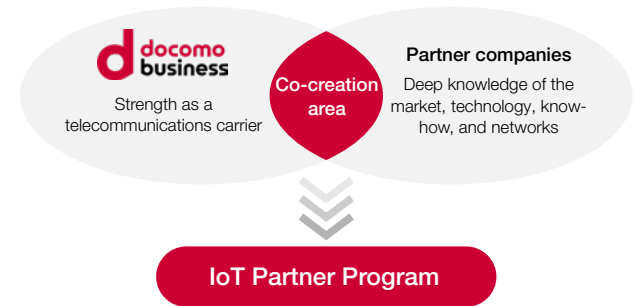 docomo
business
Strength as a
telecommunications carrier
Co-creation
area
Partner companies
Deep knowledge of the
market, technology, know-
how, and networks
IoT Partner Program